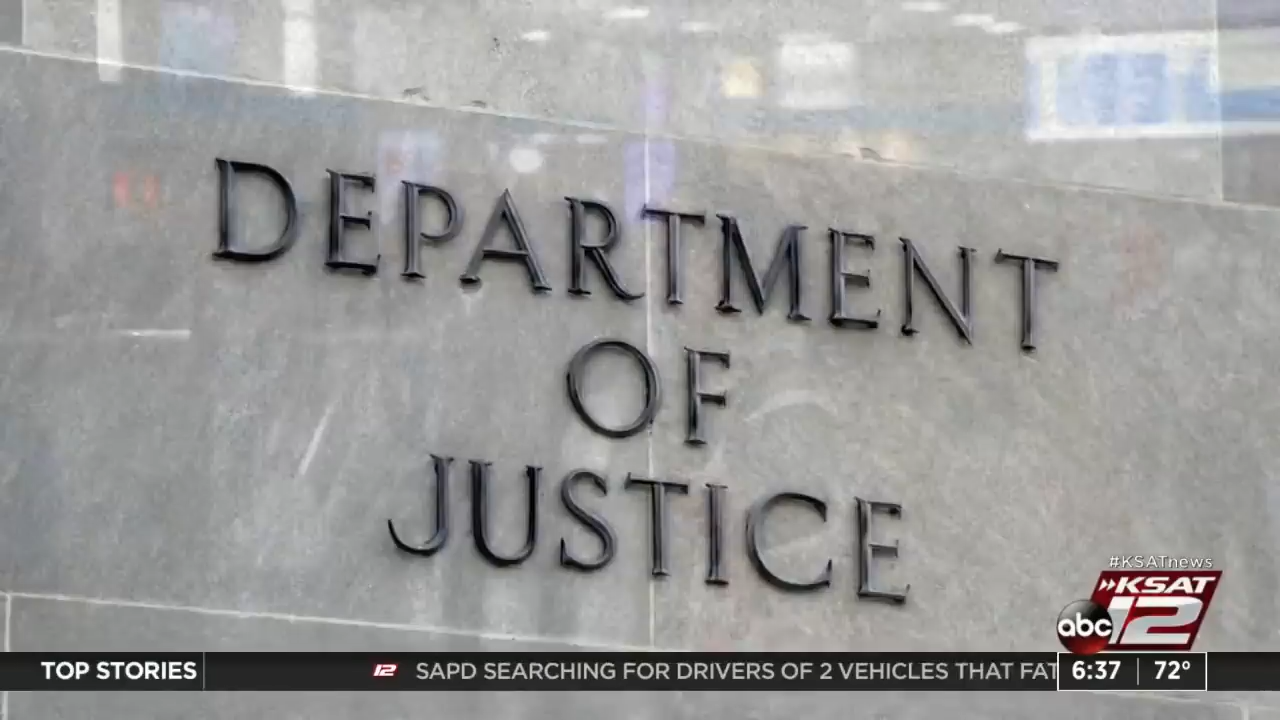 DEPARTMENT
OF
JUSTICE
#KSATnews
KSAT
abc 12
TOP STORIES 12 SAPD SEARCHING FOR DRIVERS OF 2 VEHICLES THAT FAT 6:37 72°